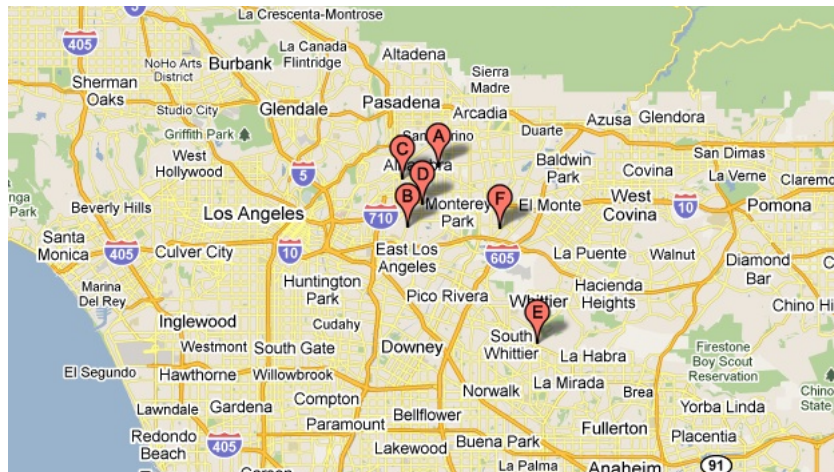 5
La Crescenta-Montrose
405
NoHo Arts
District
Burbank
La Canada
Flintridge
Altadena
Sierra
Madre
Sherman
Oaks
Studio City
Glendale
Pasadena
Arcadia
Azusa
Glendora
Griffith Park
A
Duarte
C
West
Hollywood
5
D
Baldwin
Park
Covina
San Dimas
La Verne
Claremo
B
F
Beverly Hills
Los Angeles
710
Monterey
Park
El Monte
West
Covina
10
Pomona
Santa
Monica
405
Culver City
10
East Los
Angeles
605
La Puente
Walnut
Diamond
Bar
Marina
Del Rey
Huntington
Park
Pico Rivera
Whittier
Hacienda
Heights
Chino Hi
Inglewood
Cudahy
E
Westmont
South Gate
Downey
South
Whittier
La Habra
Firestone
Boy Scout
Reservation
El Segundo
Hawthorne
Willowbrook
Norwalk
La Mirada
Brea
Chino
State
Lawndale
Gardena
Compton
Paramount
Bellflower
Yorba Linda
Redondo
Beach
405
Lakewood
Buena Park
Fullerton
Placentia
La Palma
Anaheim
91